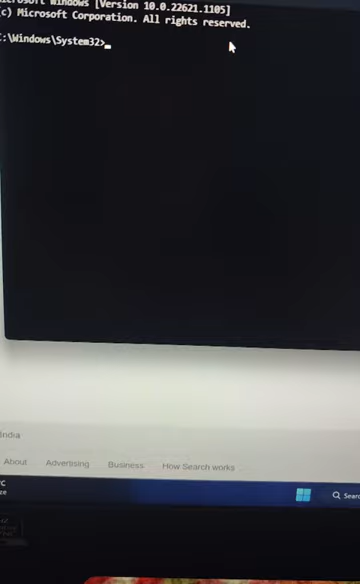 Microsoft Windows [Version 10.0.22621.1105]
(c) Microsoft Corporation. All rights reserved.
C:\Windows\System32>
India
About Advertising Business How Search works
°C
Sear